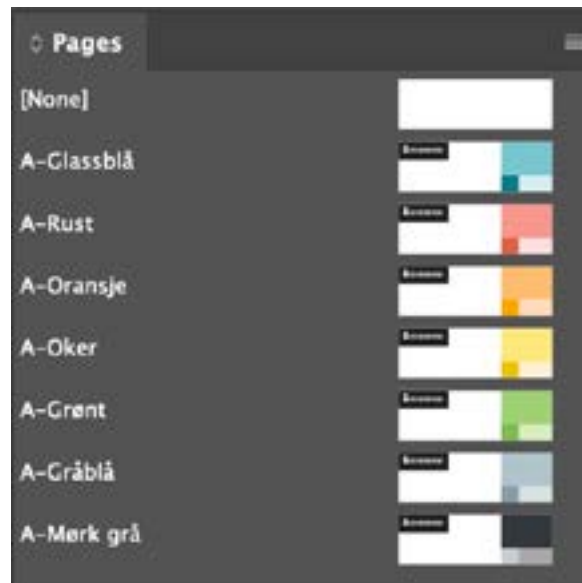 Pages
[None]
A-Glassblå
A-Rust
A-Oransje
A-Oker
A-Grønt
A-Gråblå
A-Mørk grå